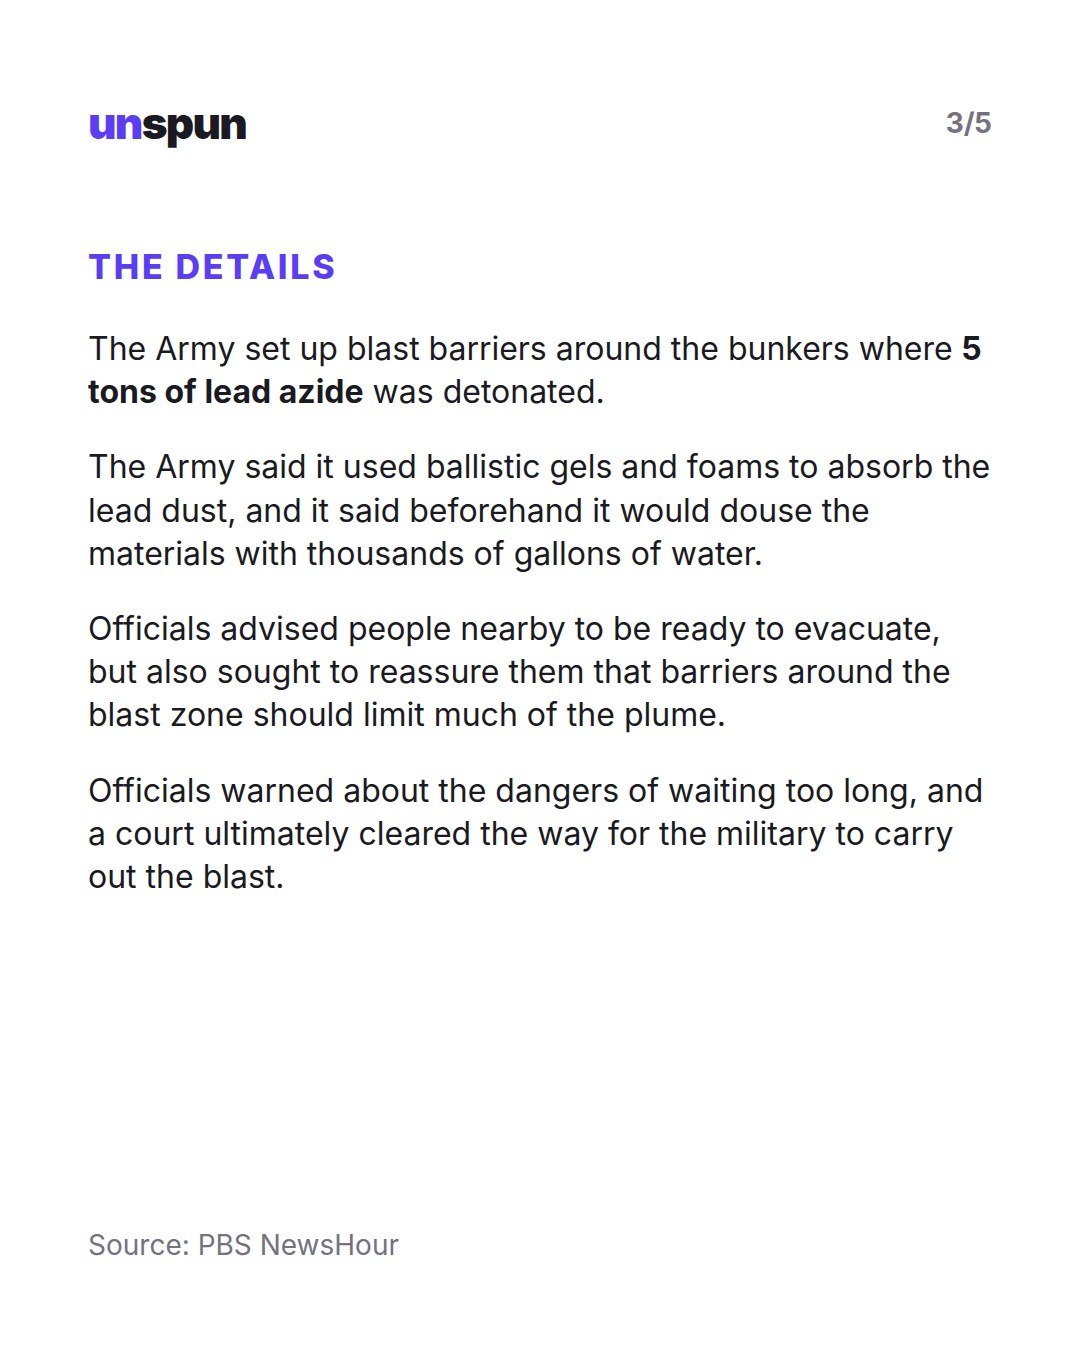 unspun
3/5
THE DETAILS
The Army set up blast barriers around the bunkers where 5
tons of lead azide was detonated.
The Army said it used ballistic gels and foams to absorb the
lead dust, and it said beforehand it would douse the
materials with thousands of gallons of water.
Officials advised people nearby to be ready to evacuate,
but also sought to reassure them that barriers around the
blast zone should limit much of the plume.
Officials warned about the dangers of waiting too long, and
a court ultimately cleared the way for the military to carry
out the blast.
Source: PBS NewsHour